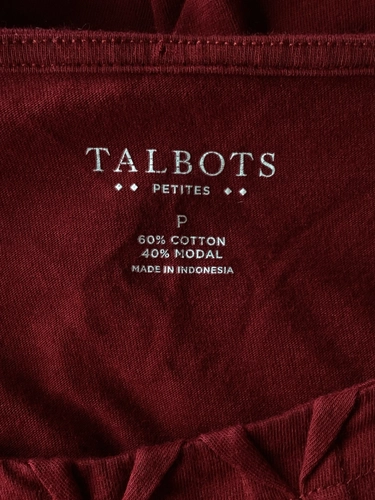 TALBOTS
PETITES
P
60% COTTON
40% MODAL
MADE IN INDONESIA